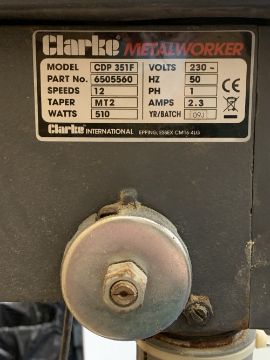 Clarke METALWORKER
MODEL CDP 351F VOLTS 230 ~
PART No. 6505560 HZ 50
SPEEDS 12 PH 1
TAPER MT2 AMPS 2.3
WATTS 510 YR/BATCH
Clarke INTERNATIONAL EPPING, ESSEX CM16 4LG